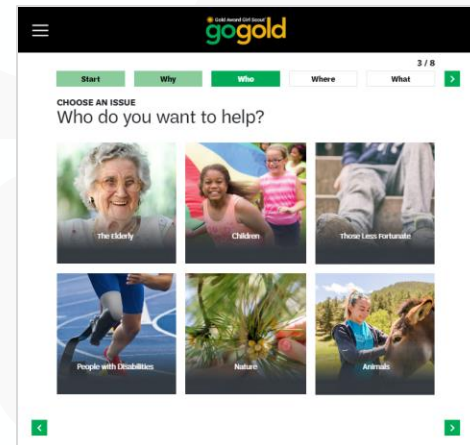 Gold Award Girl Scout
gogold
3 / 8
Start Why Who Where What
CHOOSE AN ISSUE
Who do you want to help?
The Elderly Children Those Less Fortunate
People with Disabilities Nature Animals